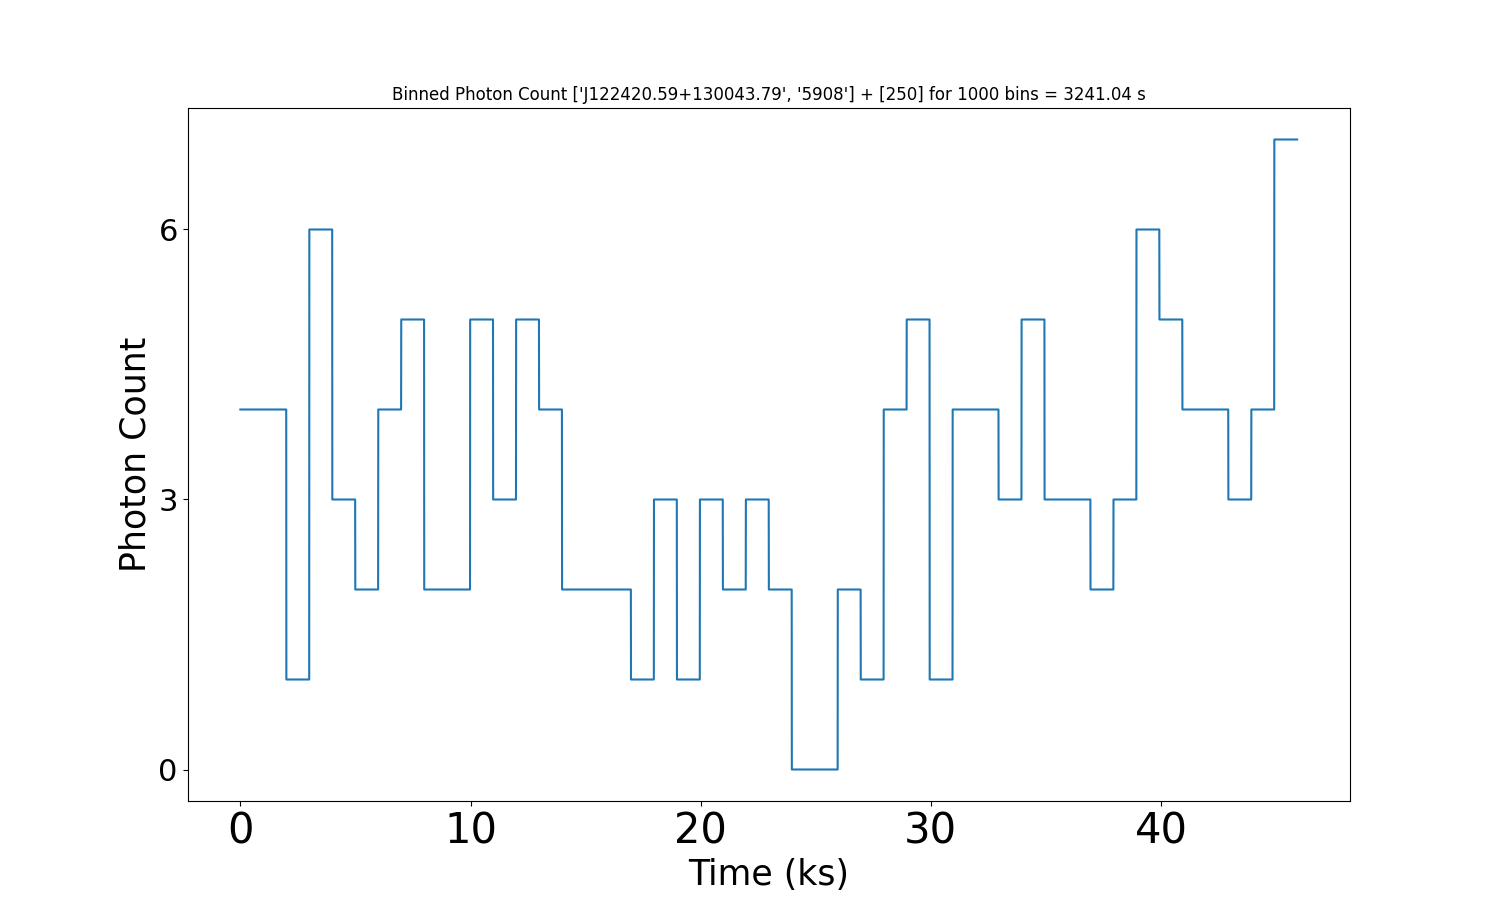 Binned Photon Count ['J122420.59+130043.79', '5908'] + [250] for 1000 bins = 3241.04 s
6
3
0
Photon Count
0 10 20 30 40
Time (ks)